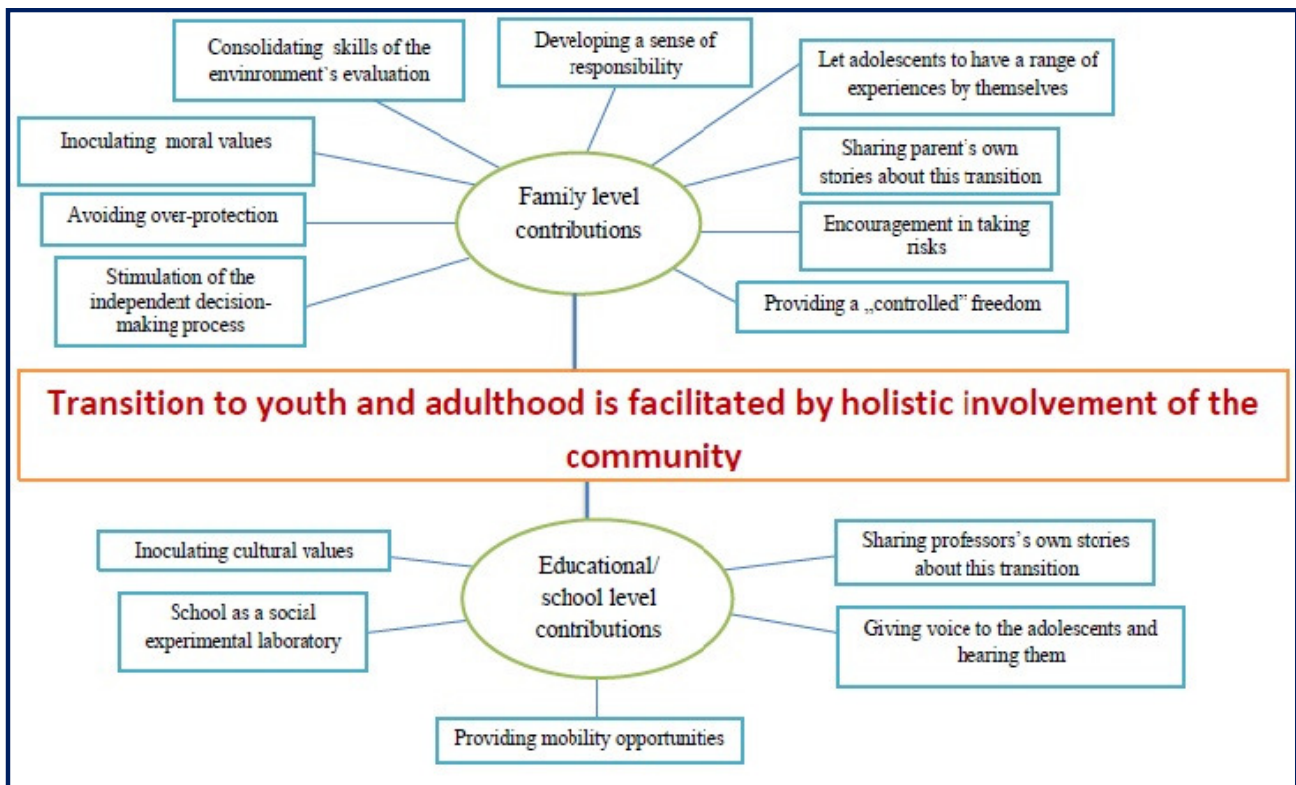 Consolidating skills of the
envinronment`s evaluation
Developing a sense of
responsibility
Let adolescents to have a range of
experiences by themselves
Inoculating moral values
Sharing parent`s own
stories about this transition
Family level
contributions
Avoiding over-protection
Encouragement in taking
risks
Stimulation of the
independent decision-
making process
Providing a „controlled” freedom
Transition to youth and adulthood is facilitated by holistic involvement of the
community
Inoculating cultural values
Sharing professors`s own stories
about this transition
Educational/
school level
contributions
School as a social
experimental laboratory
Giving voice to the adolescents and
hearing them
Providing mobility opportunities